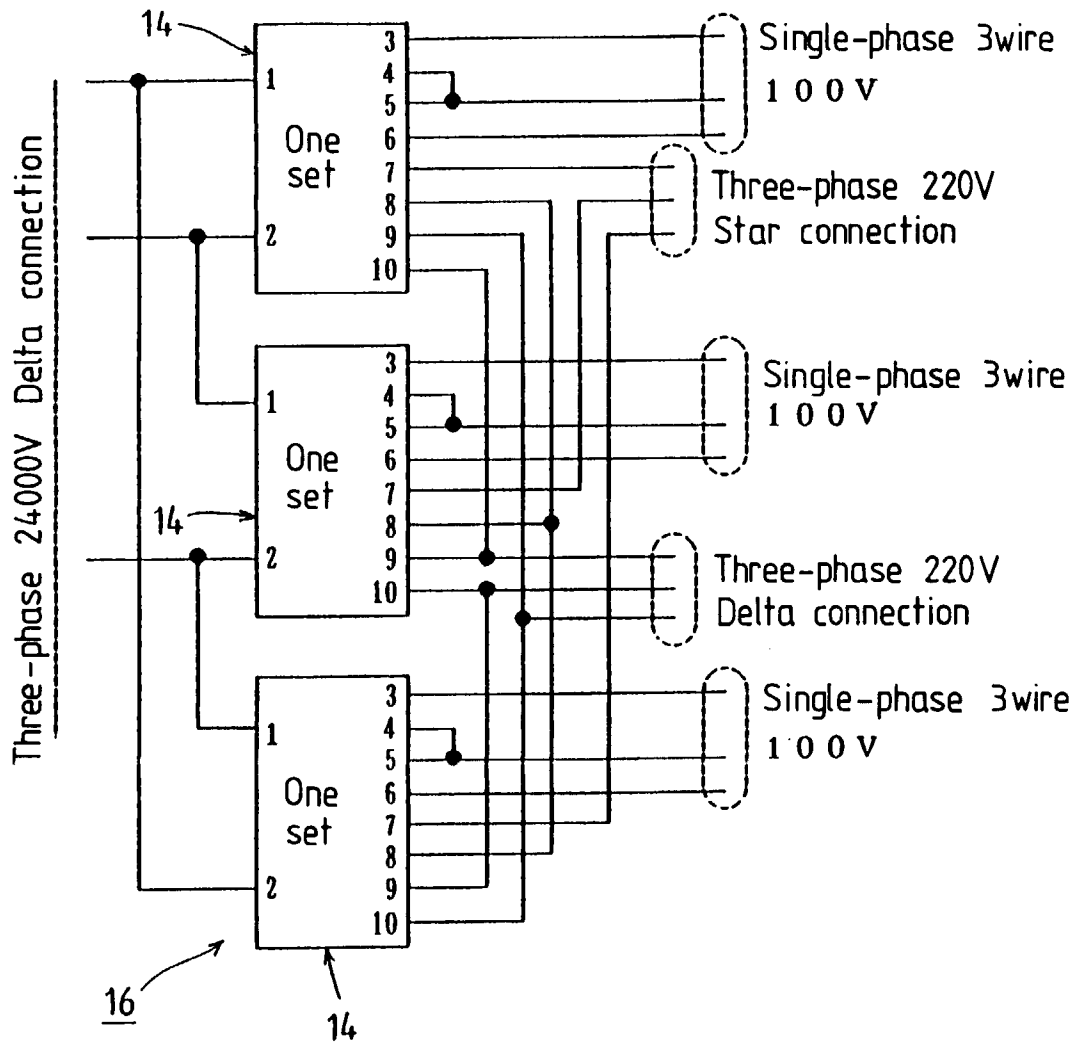 Three-phase 24000V Delta connection
14
1
2
One
set
3
4
5
6
7
8
9
10
Single-phase 3wire
100V
Three-phase 220V
Star connection
14
1
2
One
set
3
4
5
6
7
8
9
10
Single-phase 3wire
100V
Three-phase 220V
Delta connection
1
2
One
set
3
4
5
6
7
8
9
10
Single-phase 3wire
100V
16
14